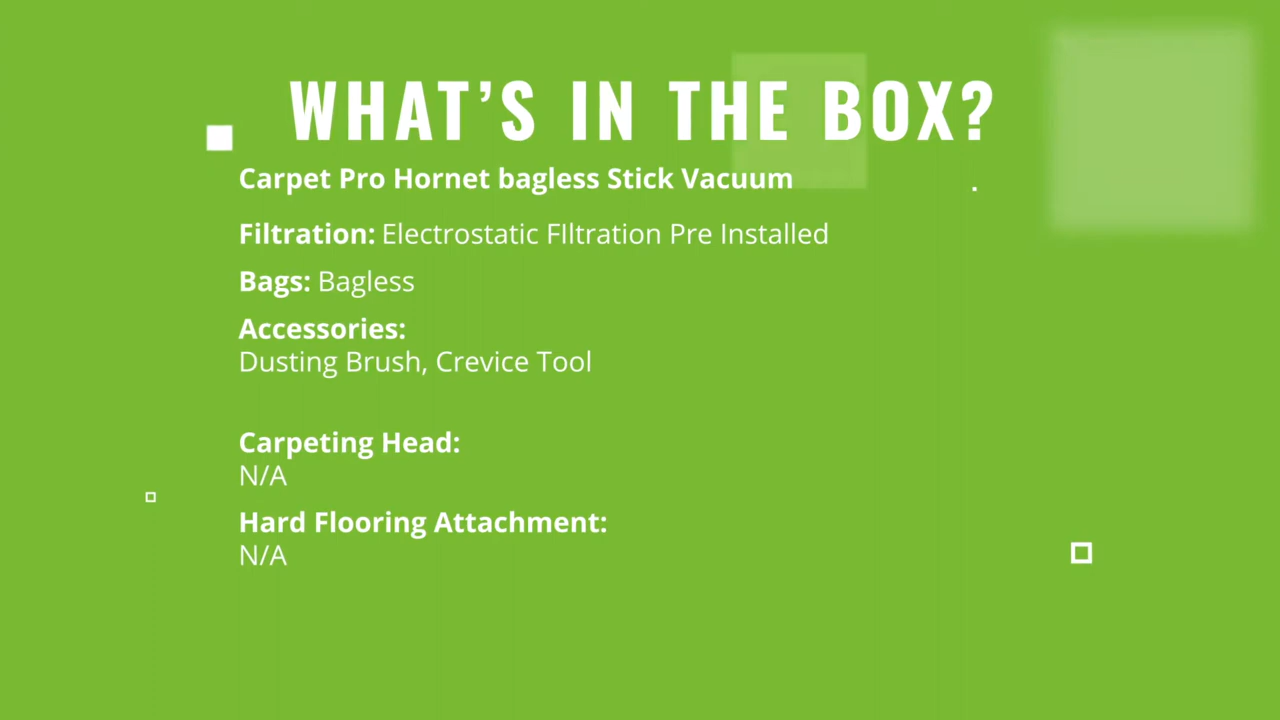 WHAT’S IN THE BOX?
Carpet Pro Hornet bagless Stick Vacuum
Filtration: Electrostatic FIltration Pre Installed
Bags: Bagless
Accessories:
Dusting Brush, Crevice Tool
Carpeting Head:
N/A
Hard Flooring Attachment:
N/A